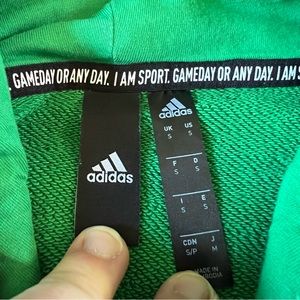 GAMEDAY OR ANY DAY. I AM SPORT. GAMEDAY OR ANY DAY. I AM S
adidas
adidas
UK US
S S
F D
S S
I E
S S
CDN J
S/P M
MADE IN
CAMBODIA